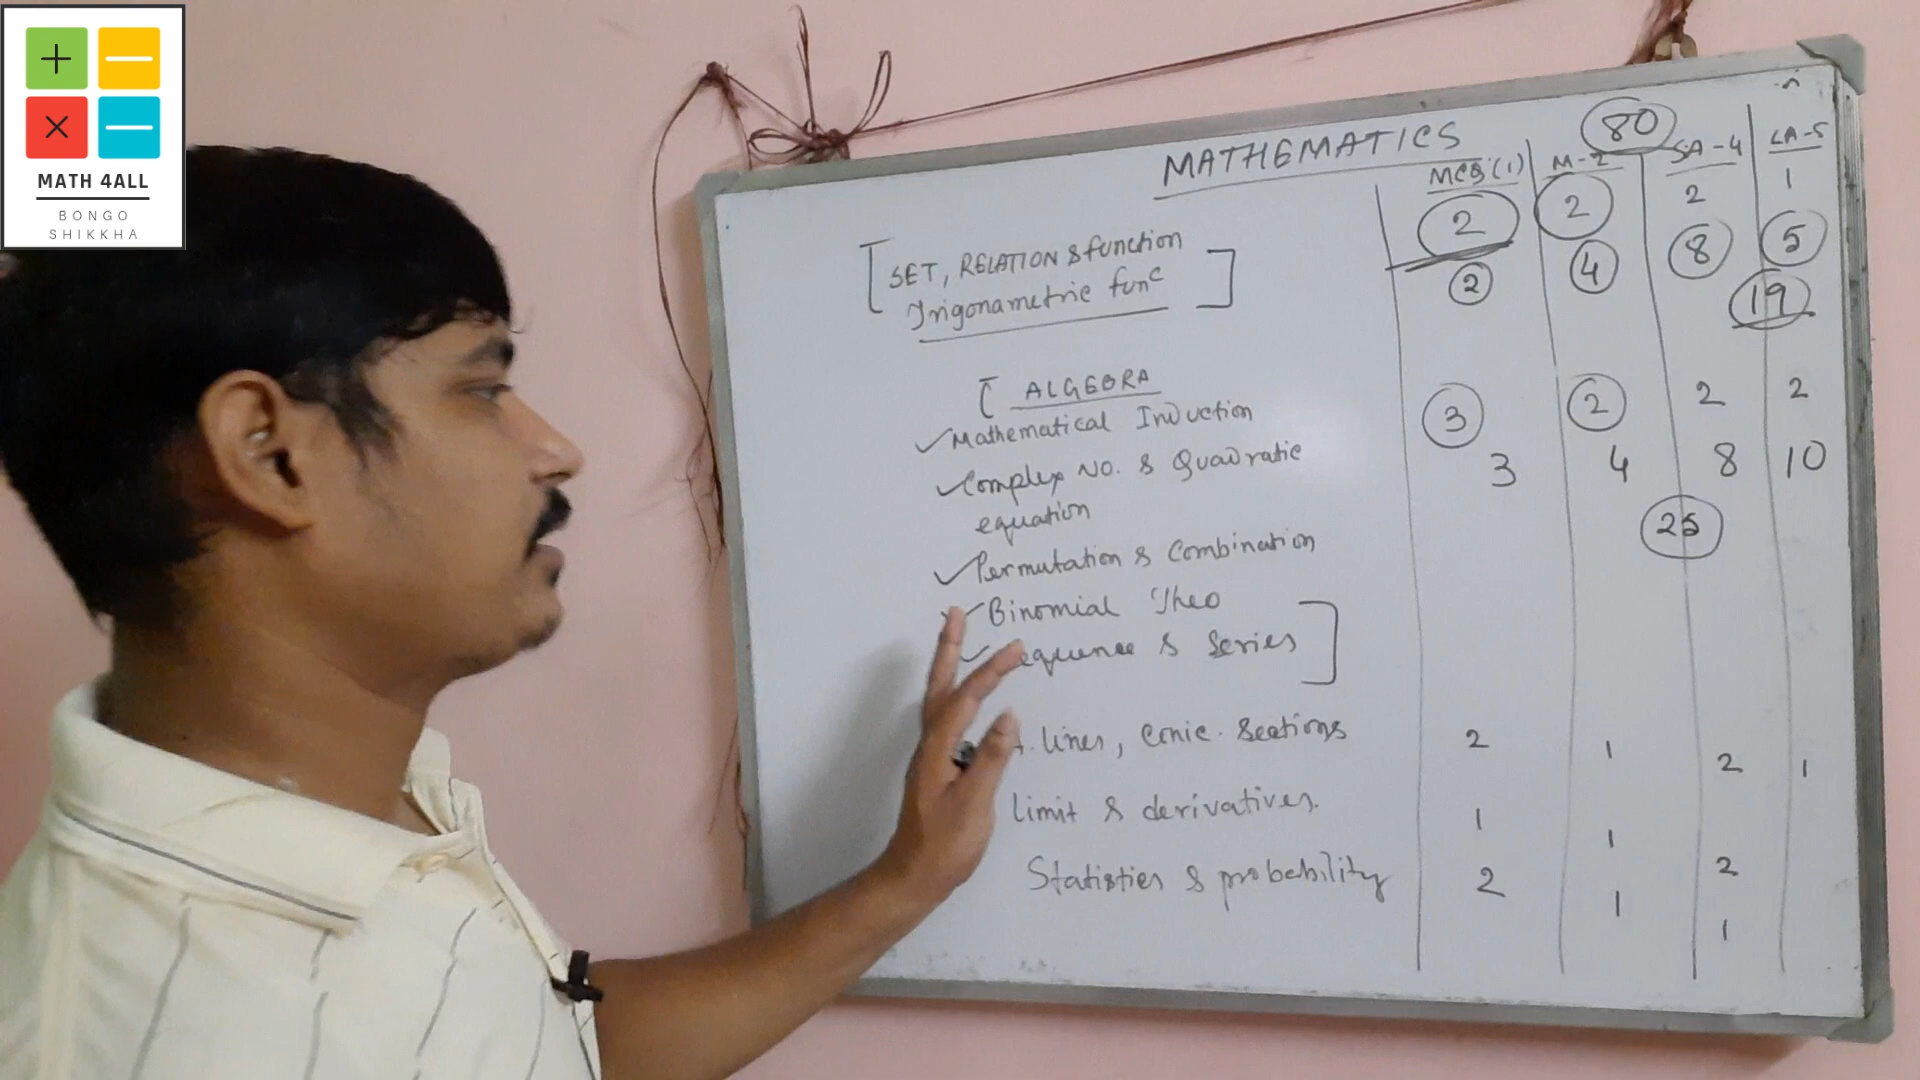 MATH 4ALL
BONGO
SHIKKHA
MATHEMATICS
80
MCQ(1) M-2 SA-4 LA-5
2 2 2 1
SET, RELATION & function
Trigonametric func
2 4 8 5
19
ALGEBRA
3 2 2 2
Mathematical Induction
3 4 8 10
Complex No. & Quadratic
equation
25
Permutation & Combination
Binomial Theo
equence & Series
lines, Conic. Sections 2 1 2 1
limit & derivatives. 1 1 2
Statistics & probability 2 1 1